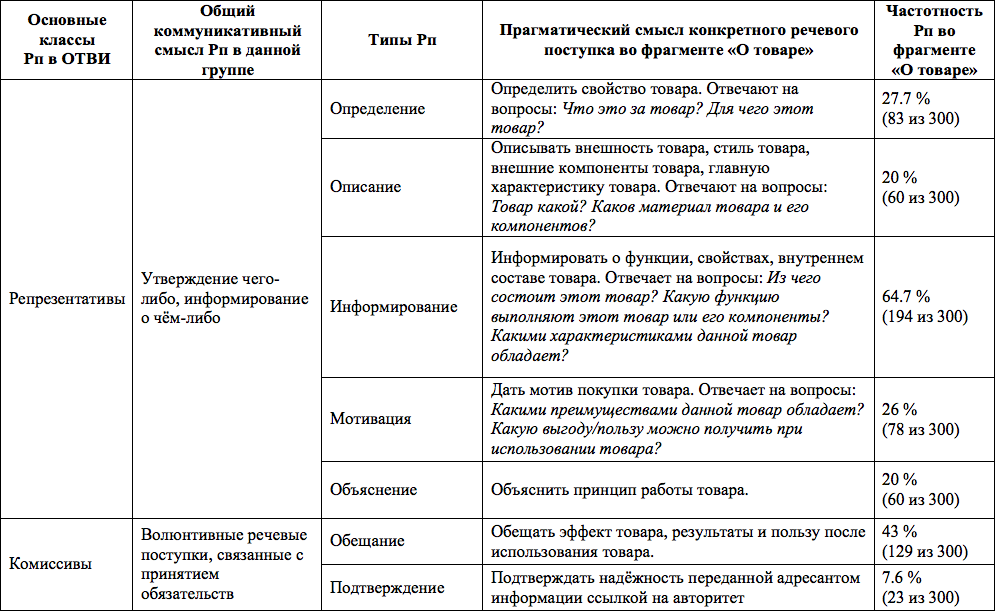 Основные
классы
Рп в ОТВИ
Общий
коммуникативный
смысл Рп в данной
группе
Типы Рп
Прагматический смысл конкретного речевого
поступка во фрагменте «О товаре»
Частотность
Рп во
фрагменте
«О товаре»
Репрезентативы
Утверждение чего-
либо, информирование
о чём-либо
Определение
Определить свойство товара. Отвечают на
вопросы: Что это за товар? Для чего этот
товар?
27.7 %
(83 из 300)
Описание
Описывать внешность товара, стиль товара,
внешние компоненты товара, главную
характеристику товара. Отвечают на вопросы:
Товар какой? Каков материал товара и его
компонентов?
20 %
(60 из 300)
Информирование
Информировать о функции, свойствах, внутреннем
составе товара. Отвечает на вопросы: Из чего
состоит этот товар? Какую функцию
выполняют этот товар или его компоненты?
Какими характеристиками данной товар
обладает?
64.7 %
(194 из 300)
Мотивация
Дать мотив покупки товара. Отвечает на вопросы:
Какими преимуществами данной товар обладает?
Какую выгоду/пользу можно получить при
использовании товара?
26 %
(78 из 300)
Объяснение
Объяснить принцип работы товара.
20 %
(60 из 300)
Комиссивы
Волюнтивные речевые
поступки, связанные с
принятием
обязательств
Обещание
Обещать эффект товара, результаты и пользу после
использования товара.
43 %
(129 из 300)
Подтверждение
Подтверждать надёжность переданной адресантом
информации ссылкой на авторитет
7.6 %
(23 из 300)